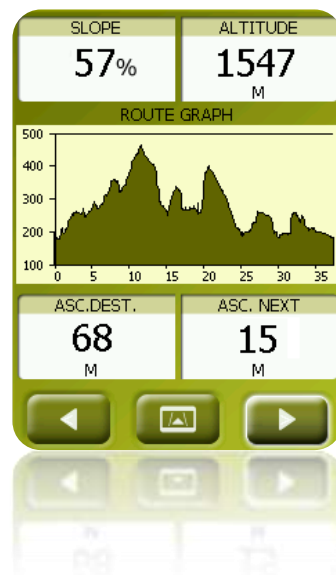 SLOPE ALTITUDE
57% 1547
M
ROUTE GRAPH
500
400
300
200
100
0 5 10 15 20 25 30 35
ASC.DEST. ASC. NEXT
68 15
M M